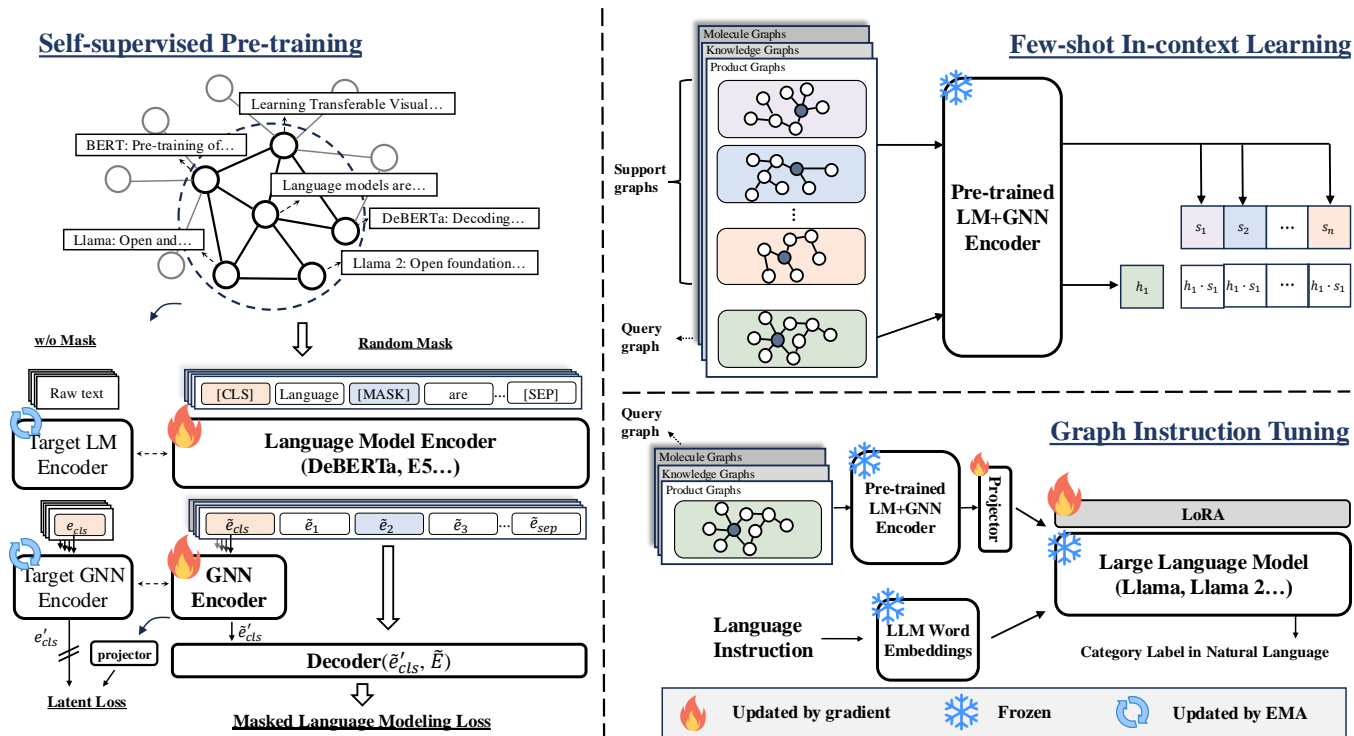 Self-supervised Pre-training
Learning Transferable Visual…
BERT: Pre-training of…
Language models are…
DeBERTa: Decoding…
Llama: Open and…
Llama 2: Open foundation…
w/o Mask
Random Mask
Raw text
[CLS]
Language
[MASK]
are
…
[SEP]
Target LM
Encoder
Language Model Encoder
(DeBERTa, E5…)
e_cls
ẽ_cls
ẽ_1
ẽ_2
ẽ_3
…
ẽ_sep
Target GNN
Encoder
GNN
Encoder
e′_cls
ẽ′_cls
projector
Decoder(ẽ′_cls, Ẽ)
Latent Loss
Masked Language Modeling Loss
Few-shot In-context Learning
Molecule Graphs
Knowledge Graphs
Product Graphs
Support
graphs
⋮
Query
graph
Pre-trained
LM+GNN
Encoder
s_1
s_2
…
s_n
h_1
h_1 · s_1
h_1 · s_1
…
h_1 · s_1
Graph Instruction Tuning
Query
graph
Molecule Graphs
Knowledge Graphs
Product Graphs
Pre-trained
LM+GNN
Encoder
Projector
LoRA
Large Language Model
(Llama, Llama 2…)
Language
Instruction
LLM Word
Embeddings
Category Label in Natural Language
Updated by gradient
Frozen
Updated by EMA